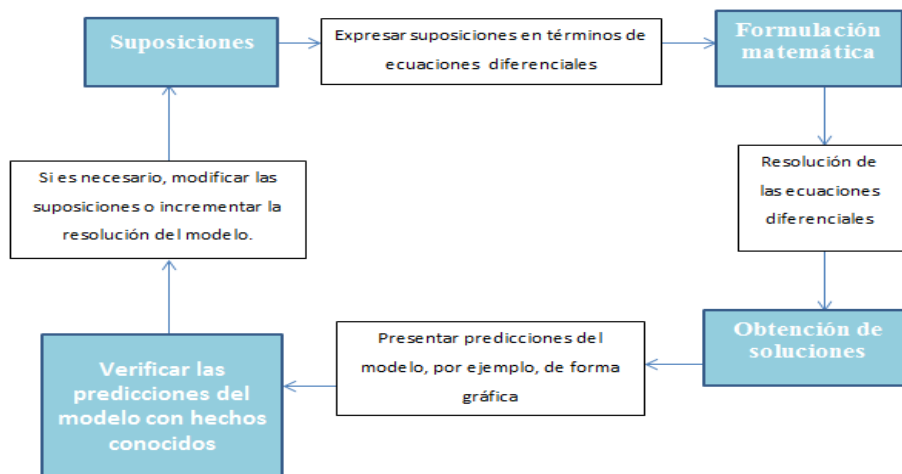 Suposiciones
Expresar suposiciones en términos de
ecuaciones diferenciales
Formulación
matemática
Resolución de
las ecuaciones
diferenciales
Obtención de
soluciones
Presentar predicciones del
modelo, por ejemplo, de forma
gráfica
Verificar las
predicciones del
modelo con hechos
conocidos
Si es necesario, modificar las
suposiciones o incrementar la
resolución del modelo.